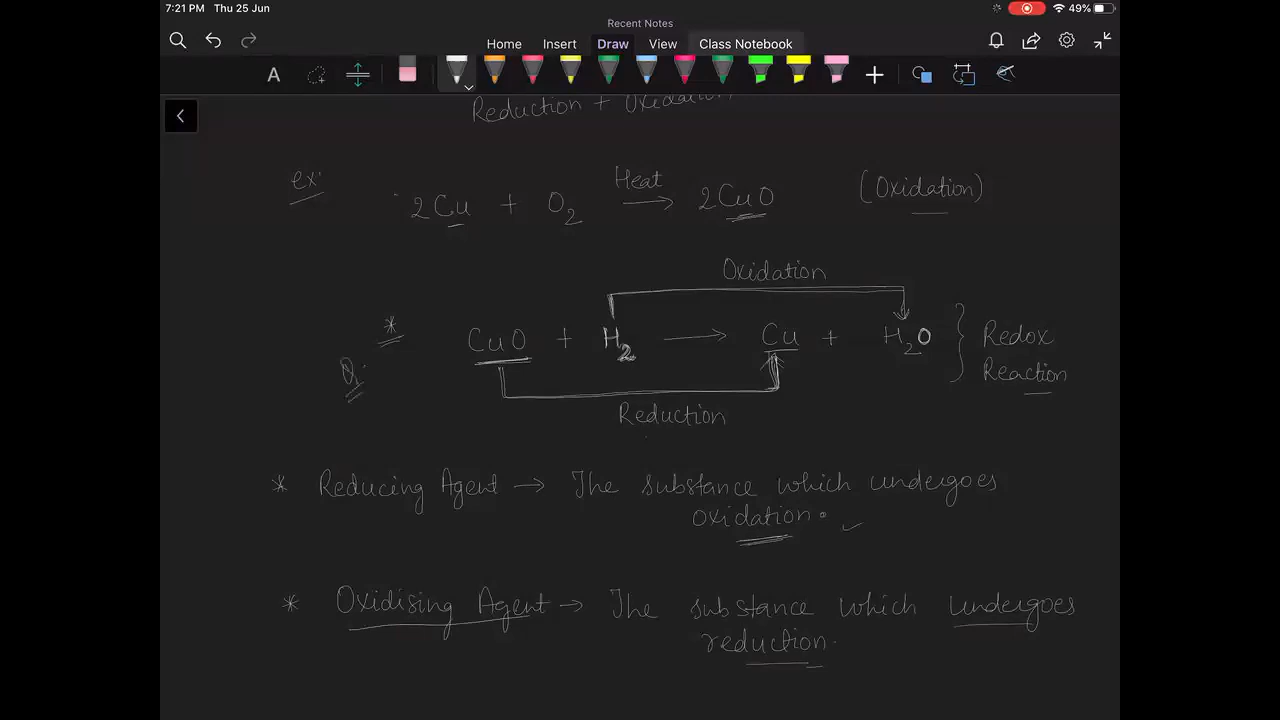 7:21 PM Thu 25 Jun
49%
Recent Notes
Home Insert Draw View Class Notebook
A
Reduction + Oxidation
ex:
2Cu + O₂ Heat → 2CuO (Oxidation)
Oxidation
* CuO + H₂ → Cu + H₂O } Redox
Q: Reaction
Reduction
* Reducing Agent → The substance which undergoes
oxidation.
* Oxidising Agent → The substance which undergoes
reduction.